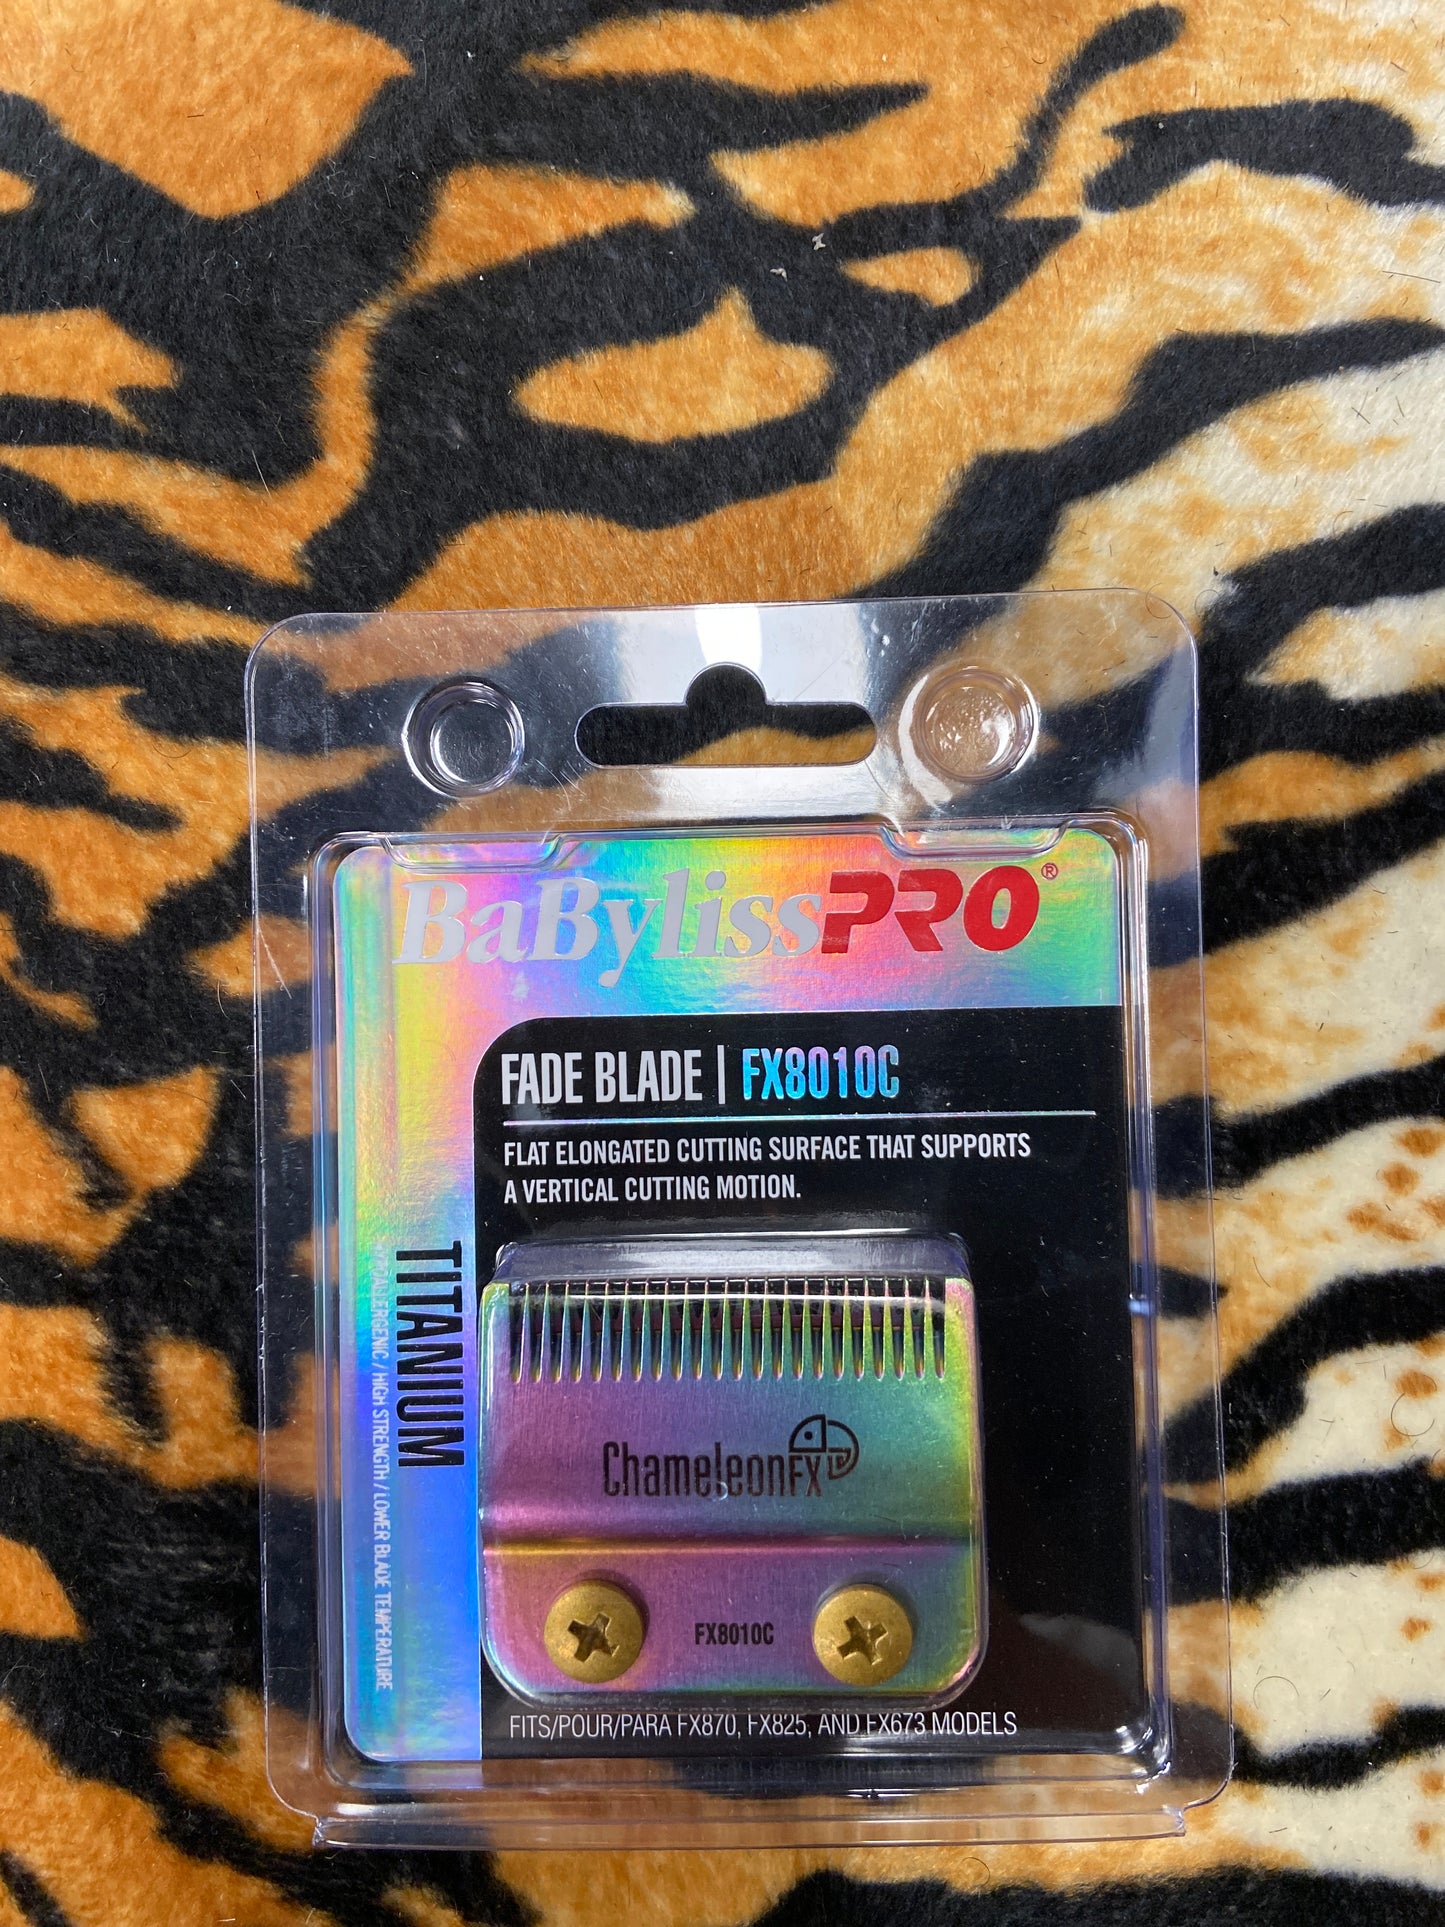 BaBylissPRO®
FADE BLADE | FX8010C
FLAT ELONGATED CUTTING SURFACE THAT SUPPORTS
A VERTICAL CUTTING MOTION.
TITANIUM
HYPOALLERGENIC / HIGH STRENGTH / LOWER BLADE TEMPERATURE
ChameleonFX
FX8010C
FITS/POUR/PARA FX870, FX825, AND FX673 MODELS